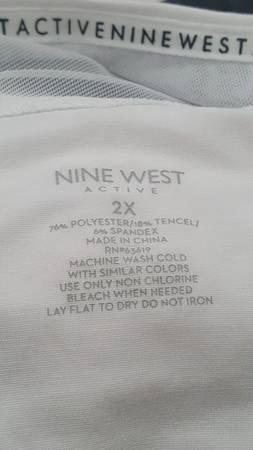 TACTIVENINEWEST
NINE WEST
ACTIVE
2X
76% POLYESTER/18% TENCEL/
6% SPANDEX
MADE IN CHINA
RN#63619
MACHINE WASH COLD
WITH SIMILAR COLORS
USE ONLY NON CHLORINE
BLEACH WHEN NEEDED
LAY FLAT TO DRY DO NOT IRON